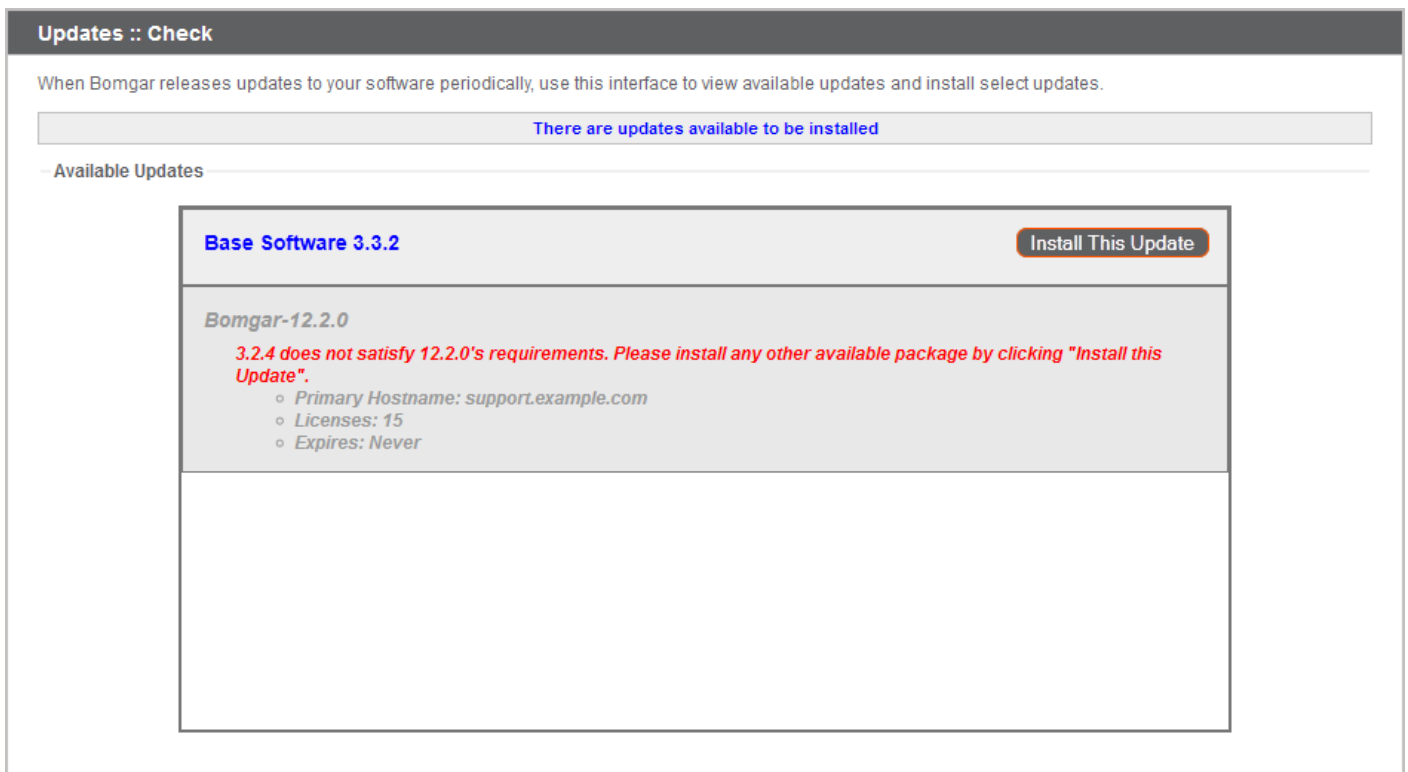 Updates :: Check
When Bomgar releases updates to your software periodically, use this interface to view available updates and install select updates.
There are updates available to be installed
Available Updates
Base Software 3.3.2
Install This Update
Bomgar-12.2.0
3.2.4 does not satisfy 12.2.0's requirements. Please install any other available package by clicking "Install this
Update".
Primary Hostname: support.example.com
Licenses: 15
Expires: Never